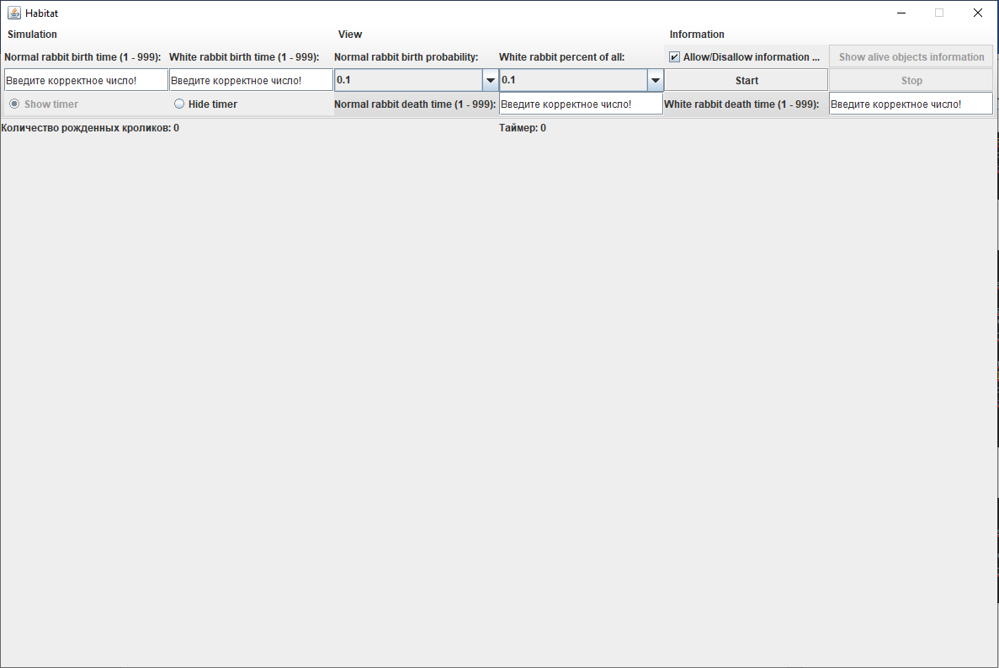 Habitat
Simulation View Information
Normal rabbit birth time (1 - 999): White rabbit birth time (1 - 999): Normal rabbit birth probability: White rabbit percent of all: Allow/Disallow information ... Show alive objects information
Введите корректное число! Введите корректное число! 0.1 0.1 Start Stop
Show timer Hide timer Normal rabbit death time (1 - 999): Введите корректное число! White rabbit death time (1 - 999): Введите корректное число!
Количество рожденных кроликов: 0 Таймер: 0